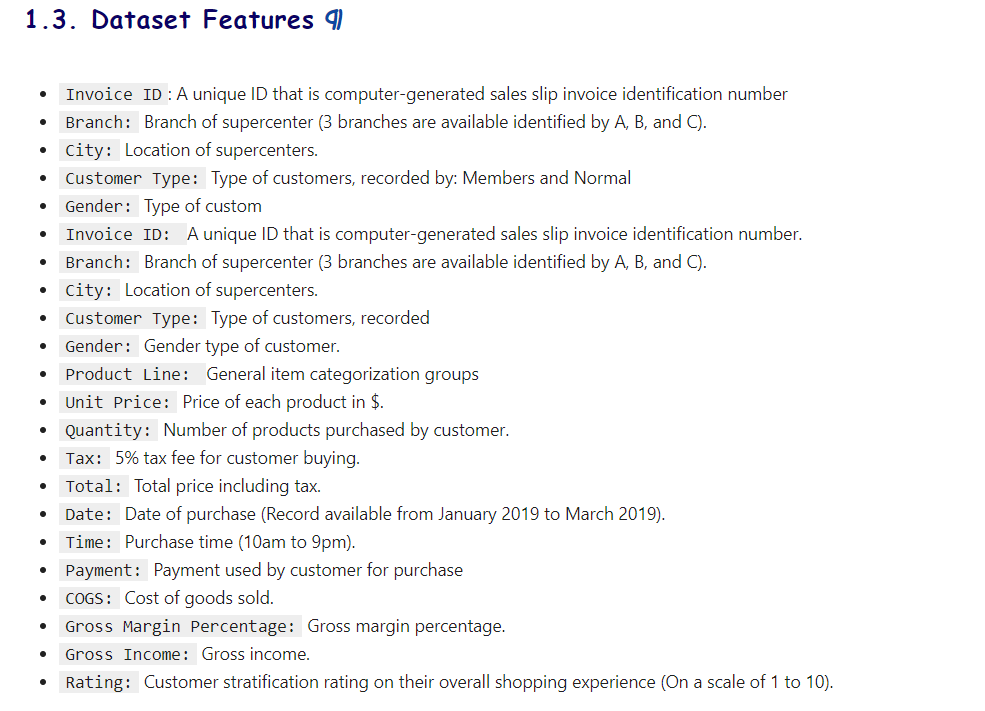 1.3. Dataset Features ¶
Invoice ID : A unique ID that is computer-generated sales slip invoice identification number
Branch: Branch of supercenter (3 branches are available identified by A, B, and C).
City: Location of supercenters.
Customer Type: Type of customers, recorded by: Members and Normal
Gender: Type of custom
Invoice ID: A unique ID that is computer-generated sales slip invoice identification number.
Branch: Branch of supercenter (3 branches are available identified by A, B, and C).
City: Location of supercenters.
Customer Type: Type of customers, recorded
Gender: Gender type of customer.
Product Line: General item categorization groups
Unit Price: Price of each product in $.
Quantity: Number of products purchased by customer.
Tax: 5% tax fee for customer buying.
Total: Total price including tax.
Date: Date of purchase (Record available from January 2019 to March 2019).
Time: Purchase time (10am to 9pm).
Payment: Payment used by customer for purchase
COGS: Cost of goods sold.
Gross Margin Percentage: Gross margin percentage.
Gross Income: Gross income.
Rating: Customer stratification rating on their overall shopping experience (On a scale of 1 to 10).